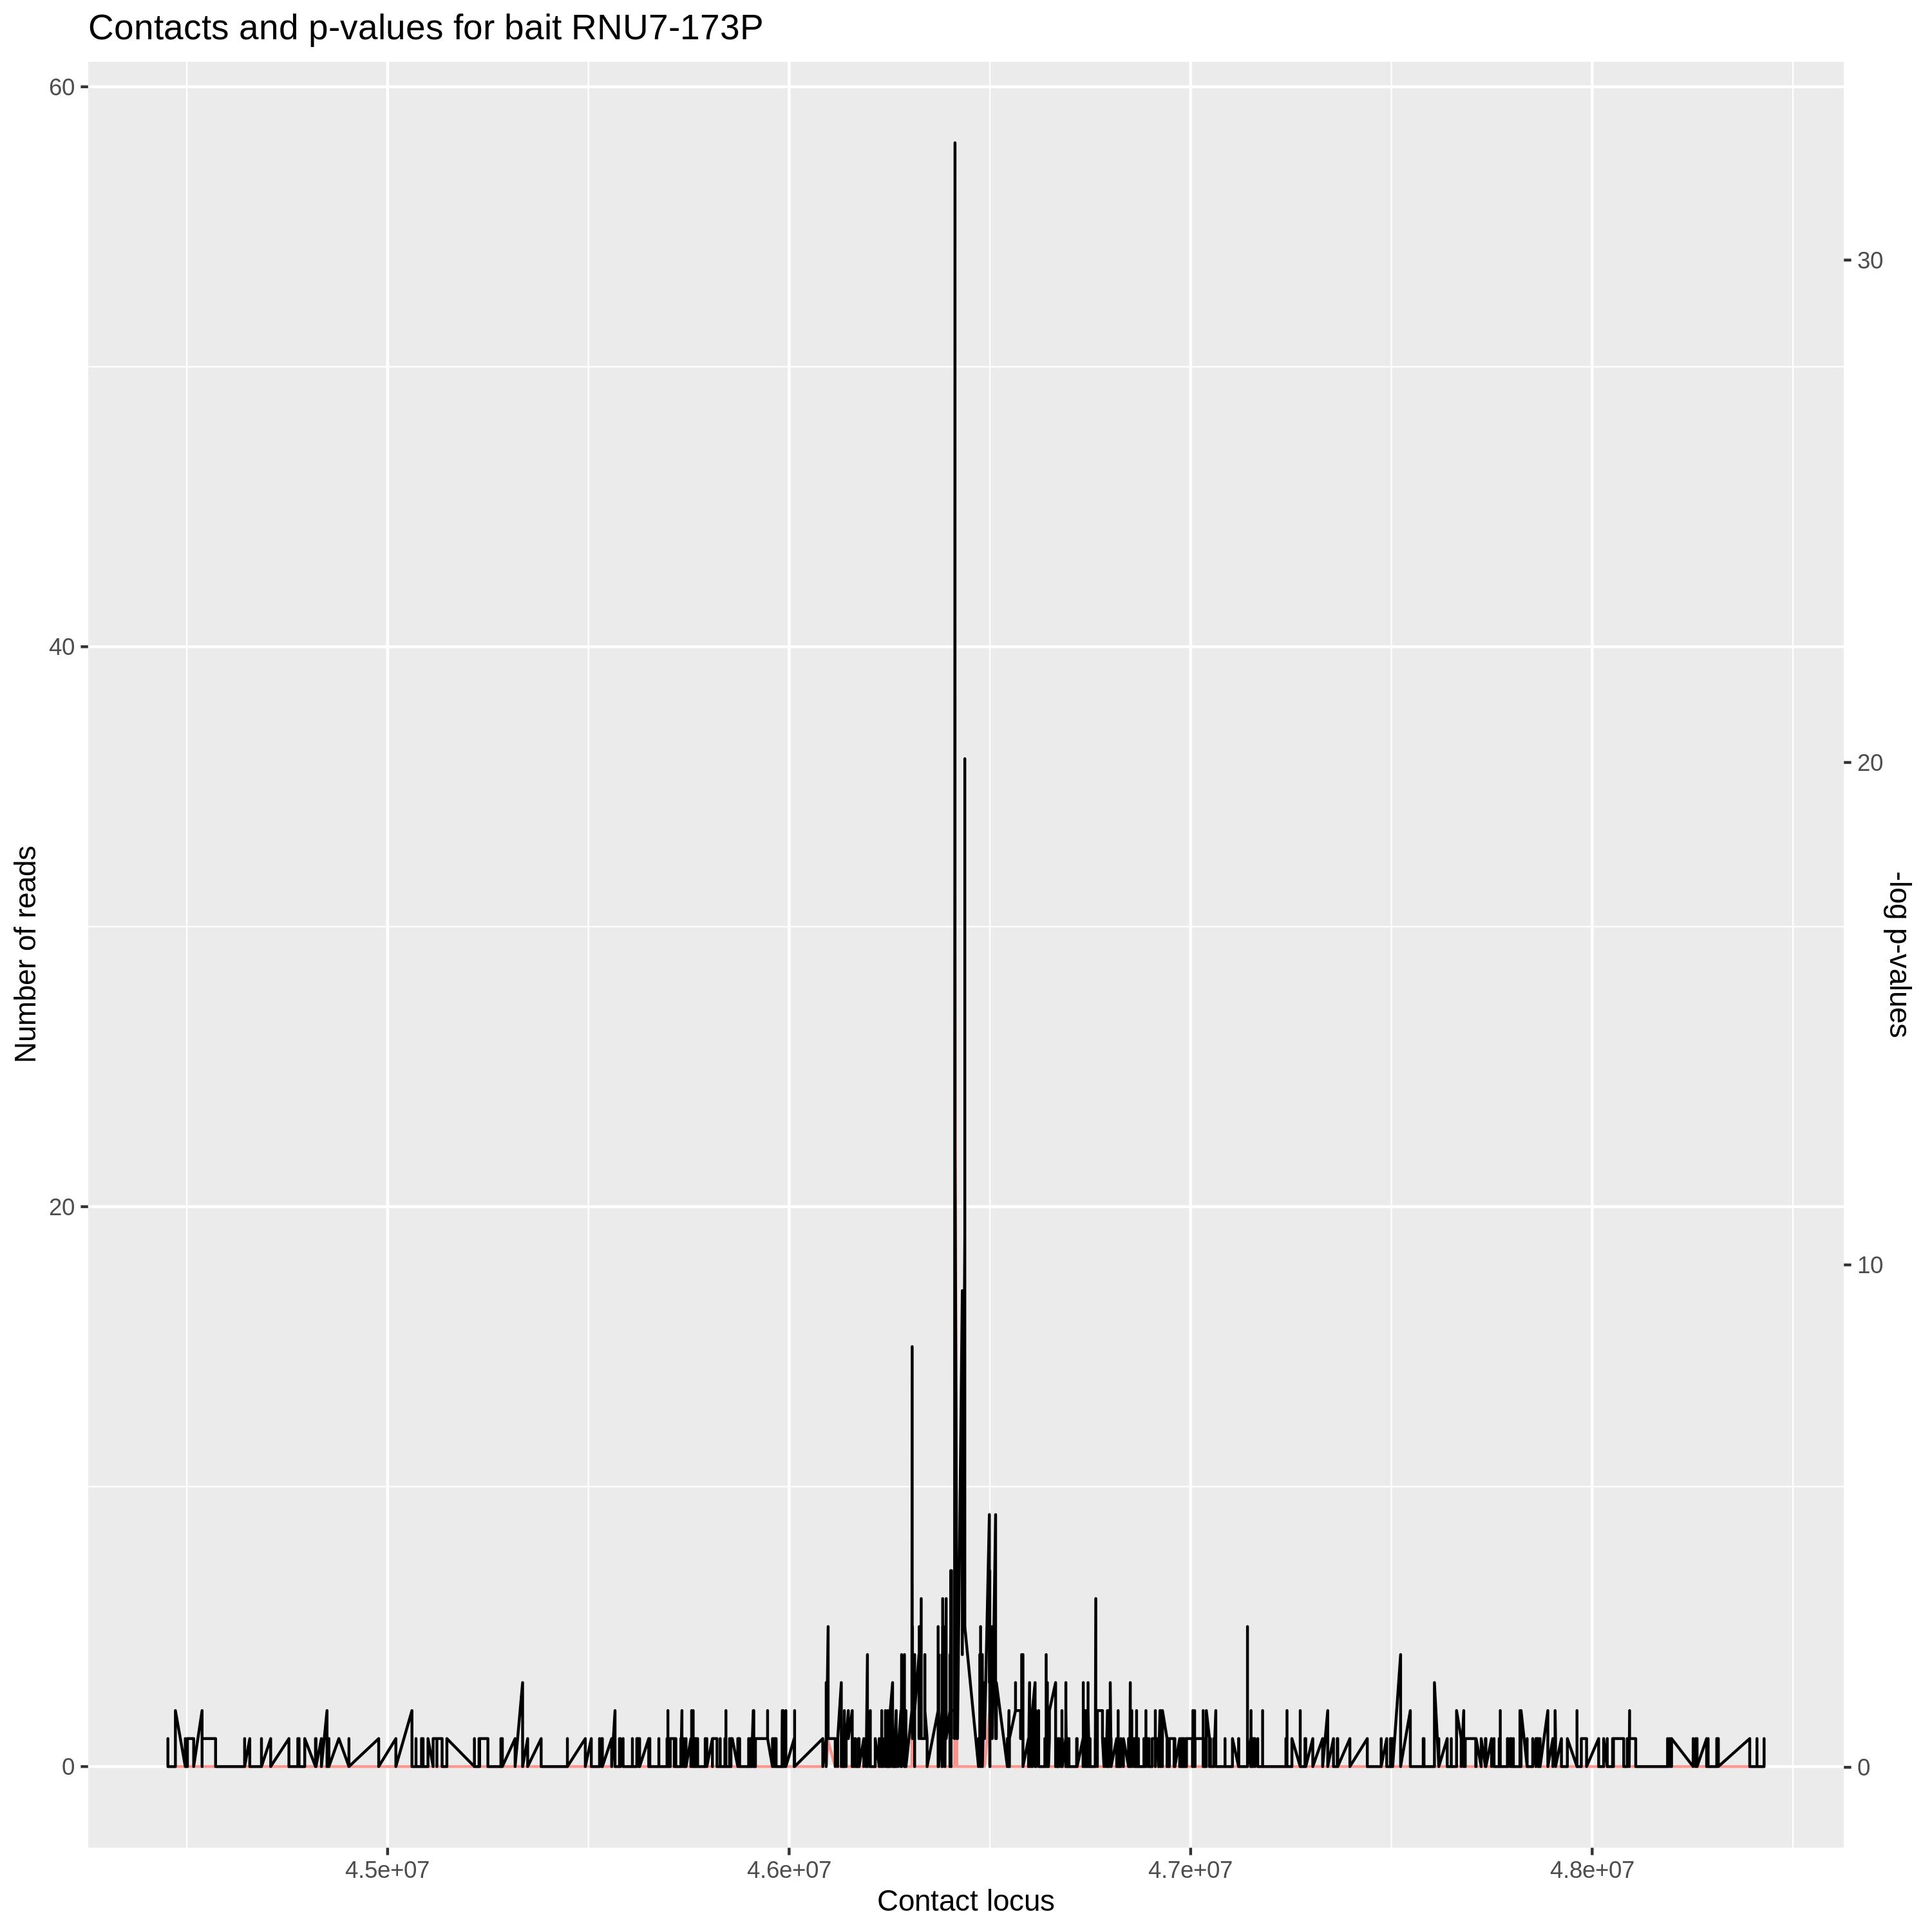 Contacts and p-values for bait RNU7-173P
60
40
20
0
Number of reads
30
20
10
0
-log p-values
4.5e+07
4.6e+07
4.7e+07
4.8e+07
Contact locus